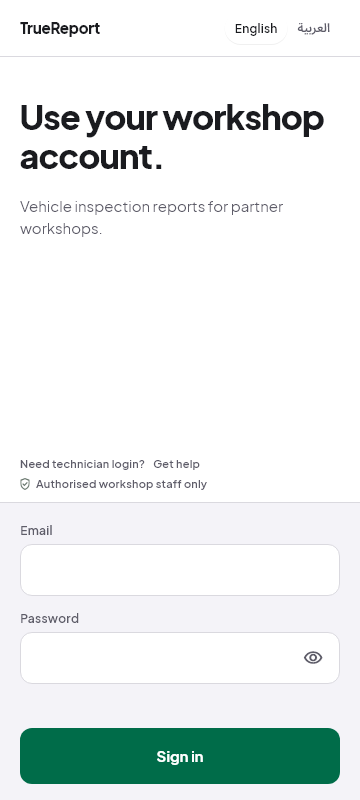 TrueReport
English
العربية
Use your workshop
account.
Vehicle inspection reports for partner
workshops.
Need technician login? Get help
Authorised workshop staff only
Email
Password
Sign in